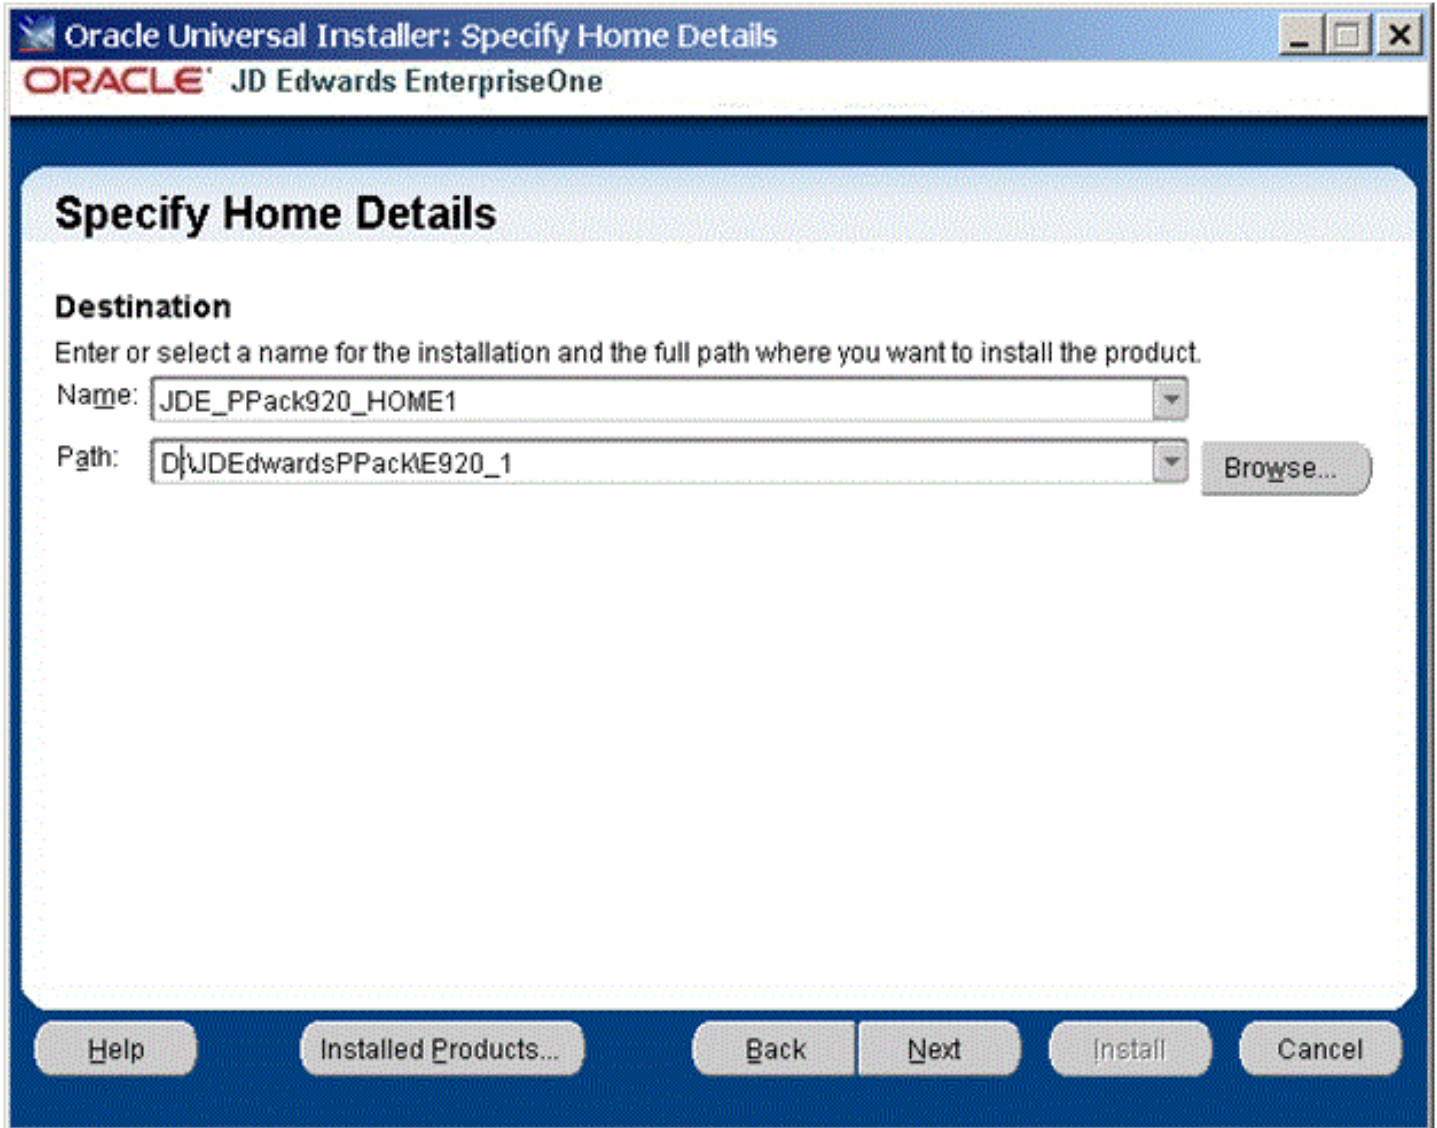 Oracle Universal Installer: Specify Home Details
ORACLE JD Edwards EnterpriseOne
Specify Home Details
Destination
Enter or select a name for the installation and the full path where you want to install the product.
Name: JDE_PPack920_HOME1
Path: D:\JDEdwardsPPack\E920_1 Browse...
Help Installed Products... Back Next Install Cancel